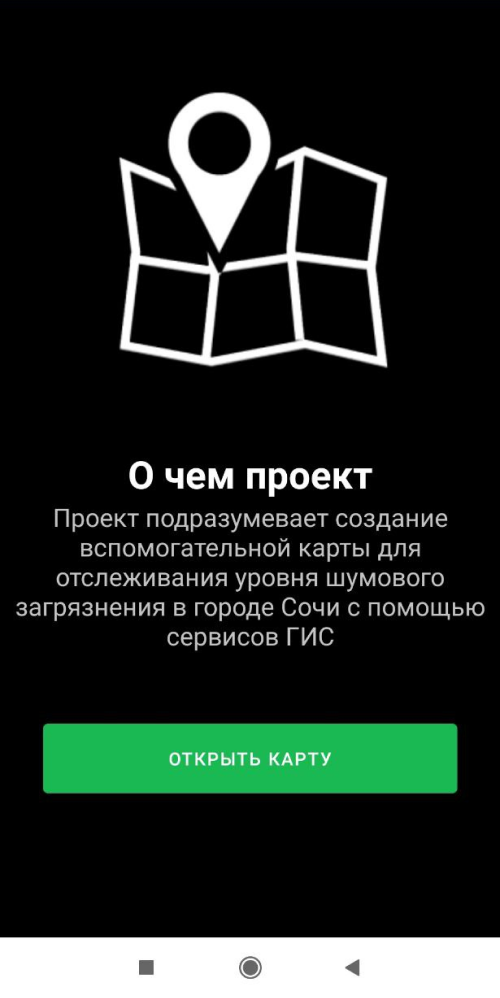 О чем проект
Проект подразумевает создание
вспомогательной карты для
отслеживания уровня шумового
загрязнения в городе Сочи с помощью
сервисов ГИС
ОТКРЫТЬ КАРТУ